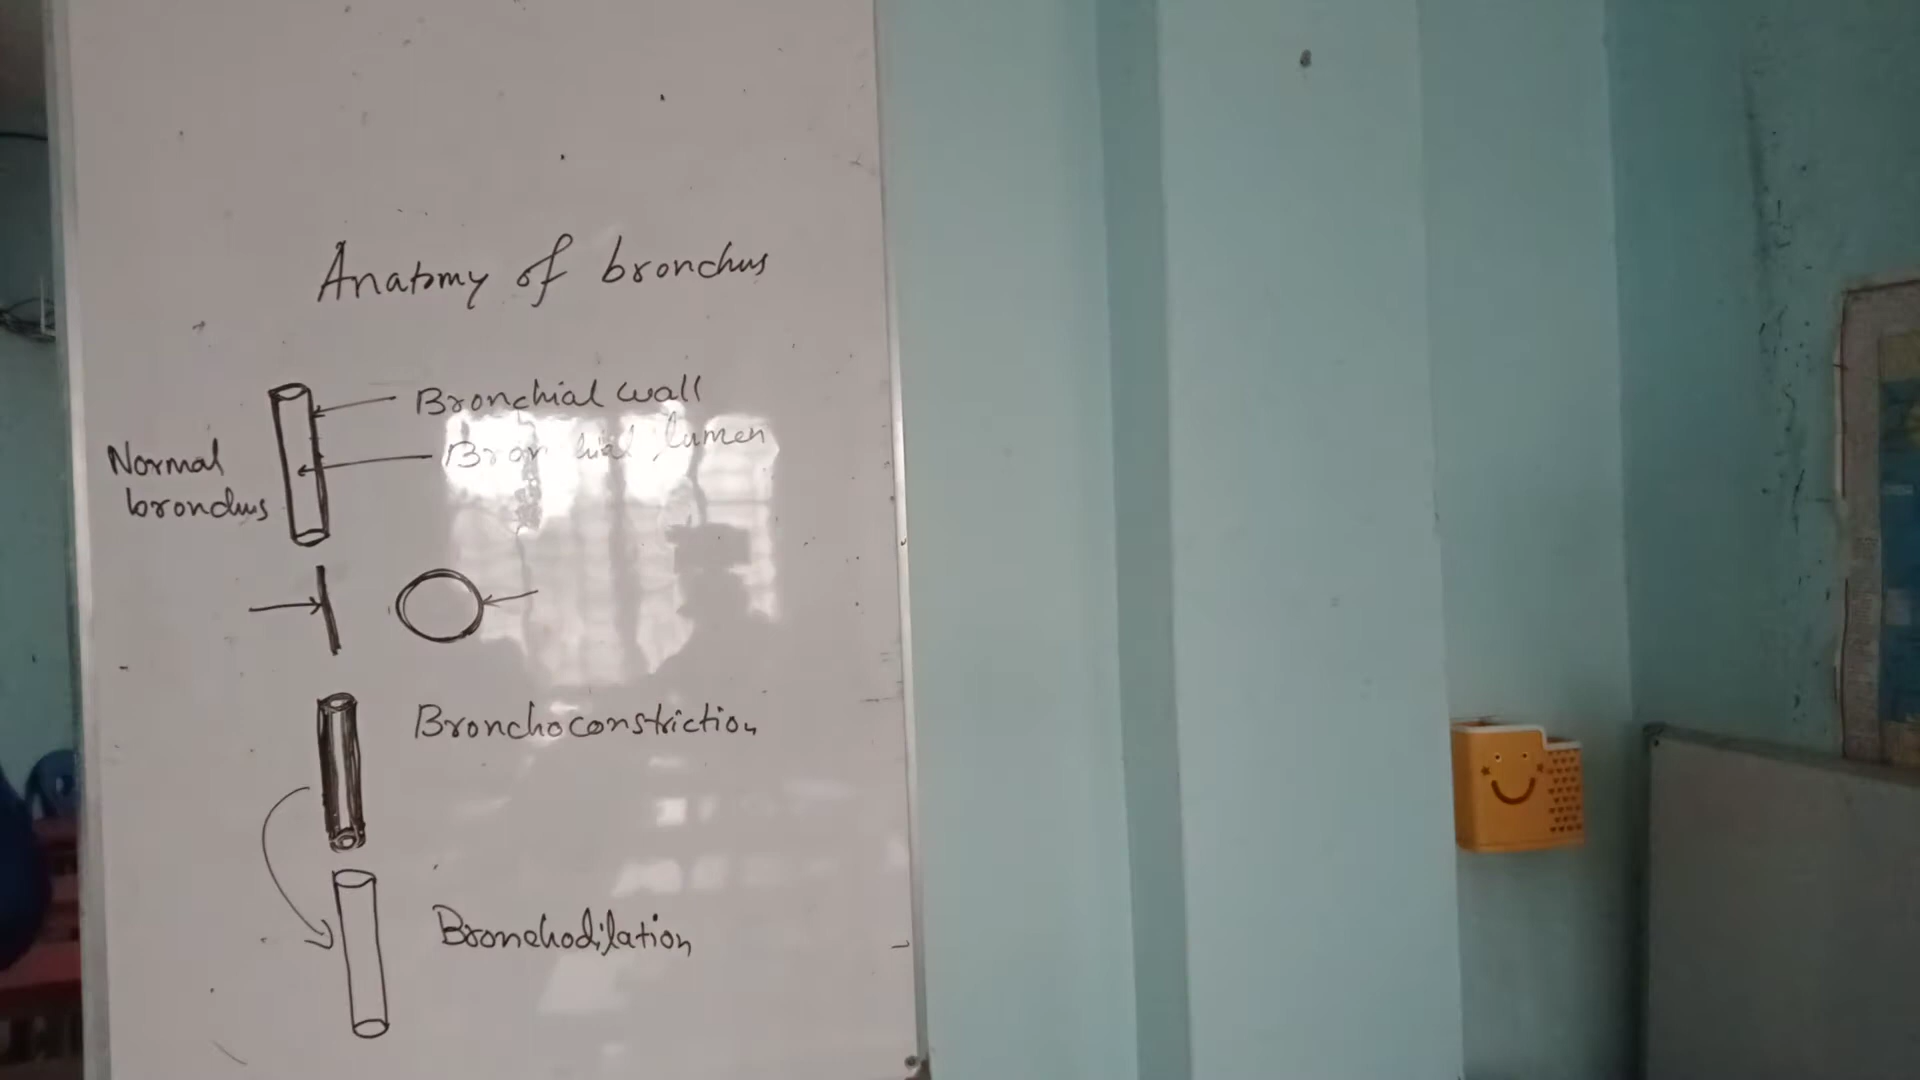 Anatomy of bronchus
Bronchial wall
Bronchial lumen
Normal
bronchus
Bronchoconstriction
Bronchodilation